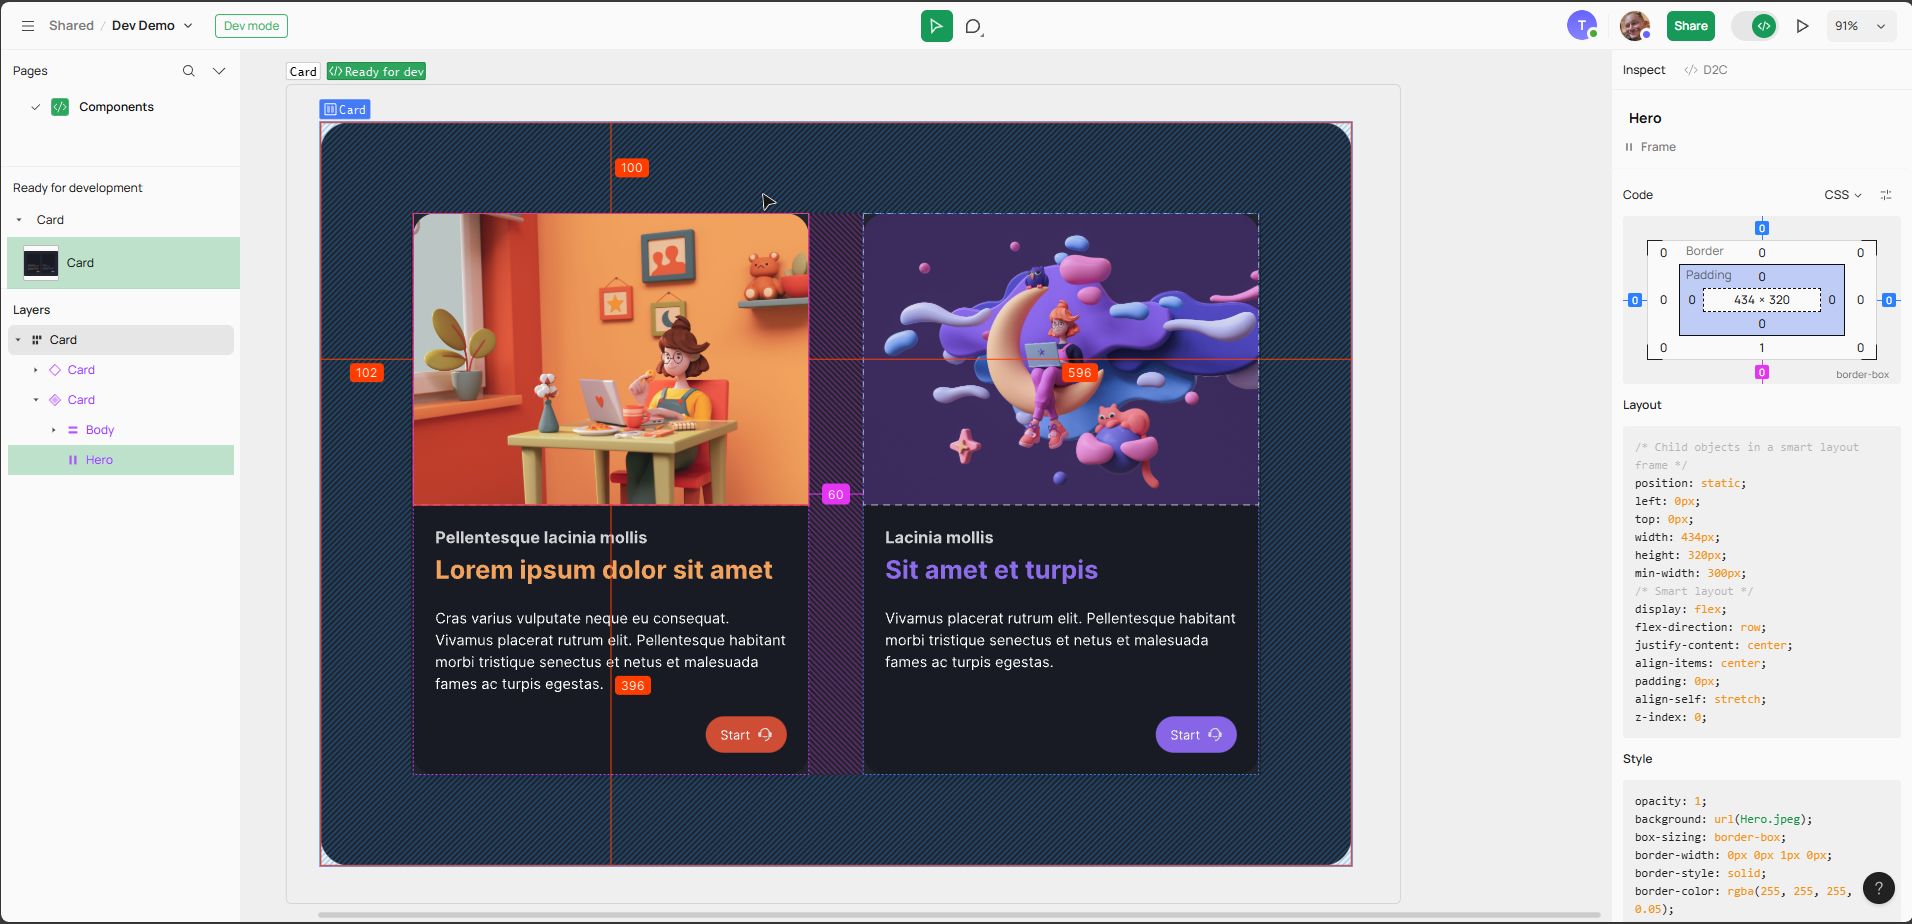 Shared / Dev Demo
Dev mode
T
Share
91%
Pages
Components
Ready for development
Card
Card
Layers
Card
Card
Card
Body
Hero
Card
Ready for dev
Card
100
102
596
60
396
Pellentesque lacinia mollis
Lorem ipsum dolor sit amet
Cras varius vulputate neque eu consequat.
Vivamus placerat rutrum elit. Pellentesque habitant
morbi tristique senectus et netus et malesuada
fames ac turpis egestas.
Start
Lacinia mollis
Sit amet et turpis
Vivamus placerat rutrum elit. Pellentesque habitant
morbi tristique senectus et netus et malesuada
fames ac turpis egestas.
Start
Inspect
D2C
Hero
Frame
Code
CSS
0
0 Border 0 0
Padding 0
0 0 0 434 × 320 0 0 0
0
0 1 0
0
border-box
Layout
/* Child objects in a smart layout
frame */
position: static;
left: 0px;
top: 0px;
width: 434px;
height: 320px;
min-width: 300px;
/* Smart layout */
display: flex;
flex-direction: row;
justify-content: center;
align-items: center;
padding: 0px;
align-self: stretch;
z-index: 0;
Style
opacity: 1;
background: url(Hero.jpeg);
box-sizing: border-box;
border-width: 0px 0px 1px 0px;
border-style: solid;
border-color: rgba(255, 255, 255,
0.05);
?